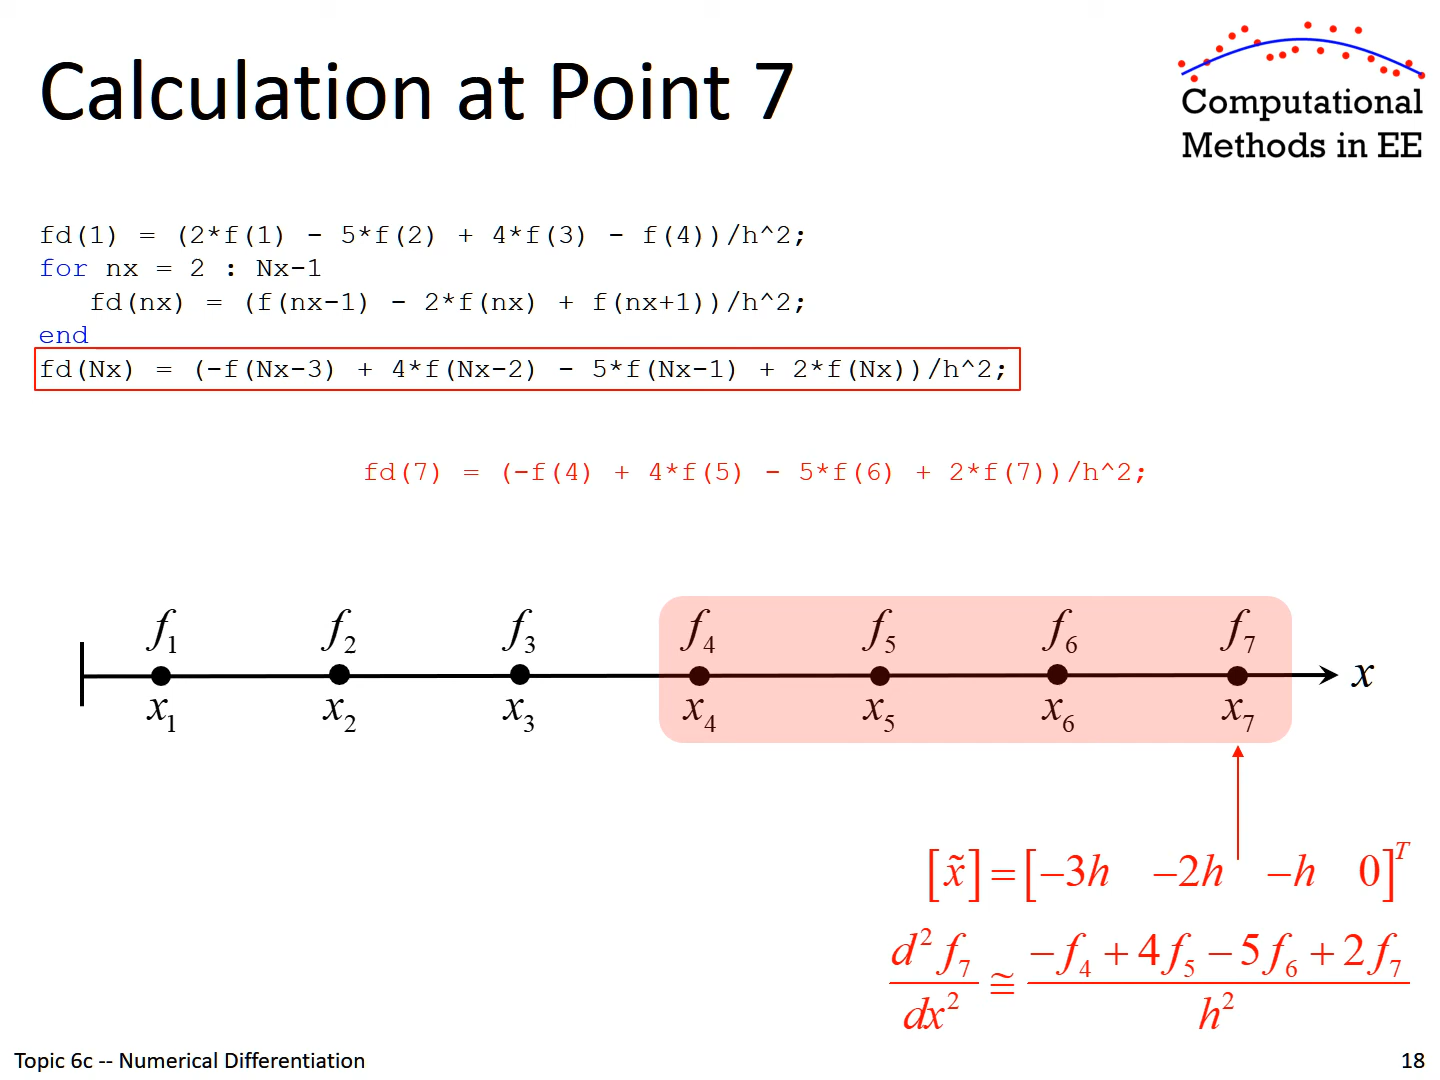 Calculation at Point 7
Computational
Methods in EE
fd(1) = (2*f(1) - 5*f(2) + 4*f(3) - f(4))/h^2;
for nx = 2 : Nx-1
fd(nx) = (f(nx-1) - 2*f(nx) + f(nx+1))/h^2;
end
fd(Nx) = (-f(Nx-3) + 4*f(Nx-2) - 5*f(Nx-1) + 2*f(Nx))/h^2;
fd(7) = (-f(4) + 4*f(5) - 5*f(6) + 2*f(7))/h^2;
f₁ f₂ f₃ f₄ f₅ f₆ f₇
x
x₁ x₂ x₃ x₄ x₅ x₆ x₇
[x̃] = [−3h −2h −h 0]ᵀ
d²f₇/dx² ≅ (−f₄ + 4f₅ − 5f₆ + 2f₇)/h²
Topic 6c -- Numerical Differentiation
18